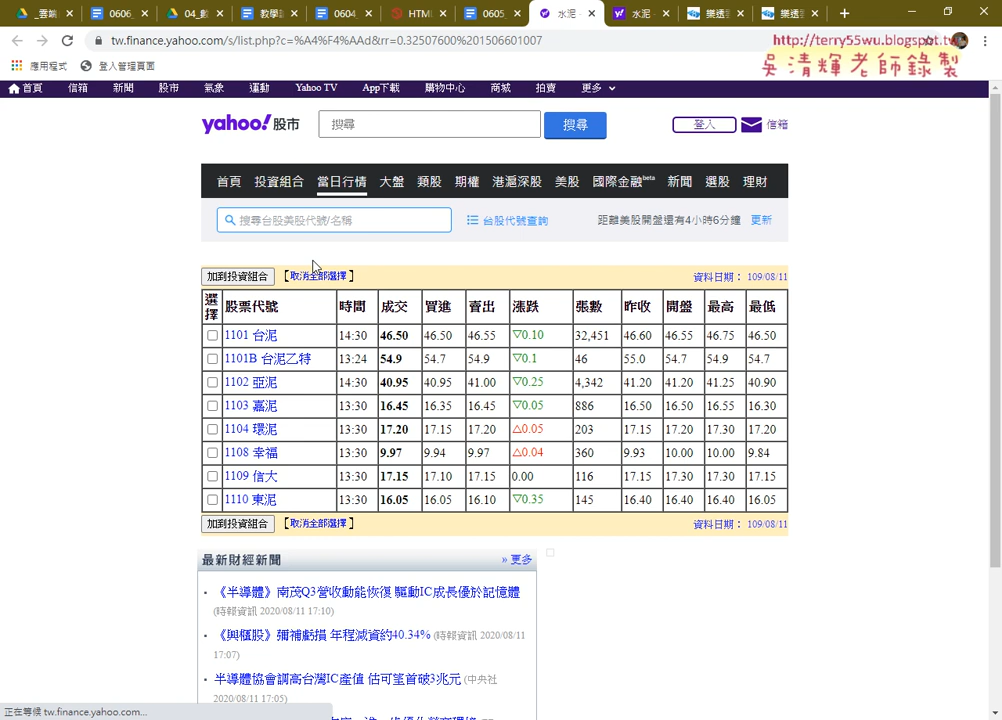 _雲端
0606_
04_數
教學
0604_
HTML
0605_
水泥 -
水泥 -
樂透
樂透
tw.finance.yahoo.com/s/list.php?c=%A4%F4%AAd&rr=0.32507600%201506601007
http://terry55wu.blogspot.tw
應用程式 登入管理頁面
吳清輝老師錄製
首頁 信箱 新聞 股市 氣象 運動 Yahoo TV App下載 購物中心 商城 拍賣 更多
yahoo!股市 搜尋 搜尋 登入 信箱
首頁 投資組合 當日行情 大盤 類股 期權 港滬深股 美股 國際金融beta 新聞 選股 理財
搜尋台股美股代號/名稱 台股代號查詢 距離美股開盤還有4小時6分鐘 更新
加到投資組合 【取消全部選擇】 資料日期： 109/08/11
選擇 股票代號 時間 成交 買進 賣出 漲跌 張數 昨收 開盤 最高 最低
1101 台泥 14:30 46.50 46.50 46.55 ▽0.10 32,451 46.60 46.55 46.75 46.50
1101B 台泥乙特 13:24 54.9 54.7 54.9 ▽0.1 46 55.0 54.7 54.9 54.7
1102 亞泥 14:30 40.95 40.95 41.00 ▽0.25 4,342 41.20 41.20 41.25 40.90
1103 嘉泥 13:30 16.45 16.35 16.45 ▽0.05 886 16.50 16.50 16.55 16.30
1104 環泥 13:30 17.20 17.15 17.20 △0.05 203 17.15 17.20 17.30 17.20
1108 幸福 13:30 9.97 9.94 9.97 △0.04 360 9.93 10.00 10.00 9.84
1109 信大 13:30 17.15 17.10 17.15 0.00 116 17.15 17.30 17.30 17.15
1110 東泥 13:30 16.05 16.05 16.10 ▽0.35 145 16.40 16.40 16.40 16.05
加到投資組合 【取消全部選擇】 資料日期： 109/08/11
最新財經新聞 » 更多
《半導體》南茂Q3營收動能恢復 驅動IC成長優於記憶體
(時報資訊 2020/08/11 17:10)
《興櫃股》彌補虧損 年程減資約40.34% (時報資訊 2020/08/11
17:07)
半導體協會調高台灣IC產值 估可望首破3兆元 (中央社
2020/08/11 17:05)
正在等候 tw.finance.yahoo.com...